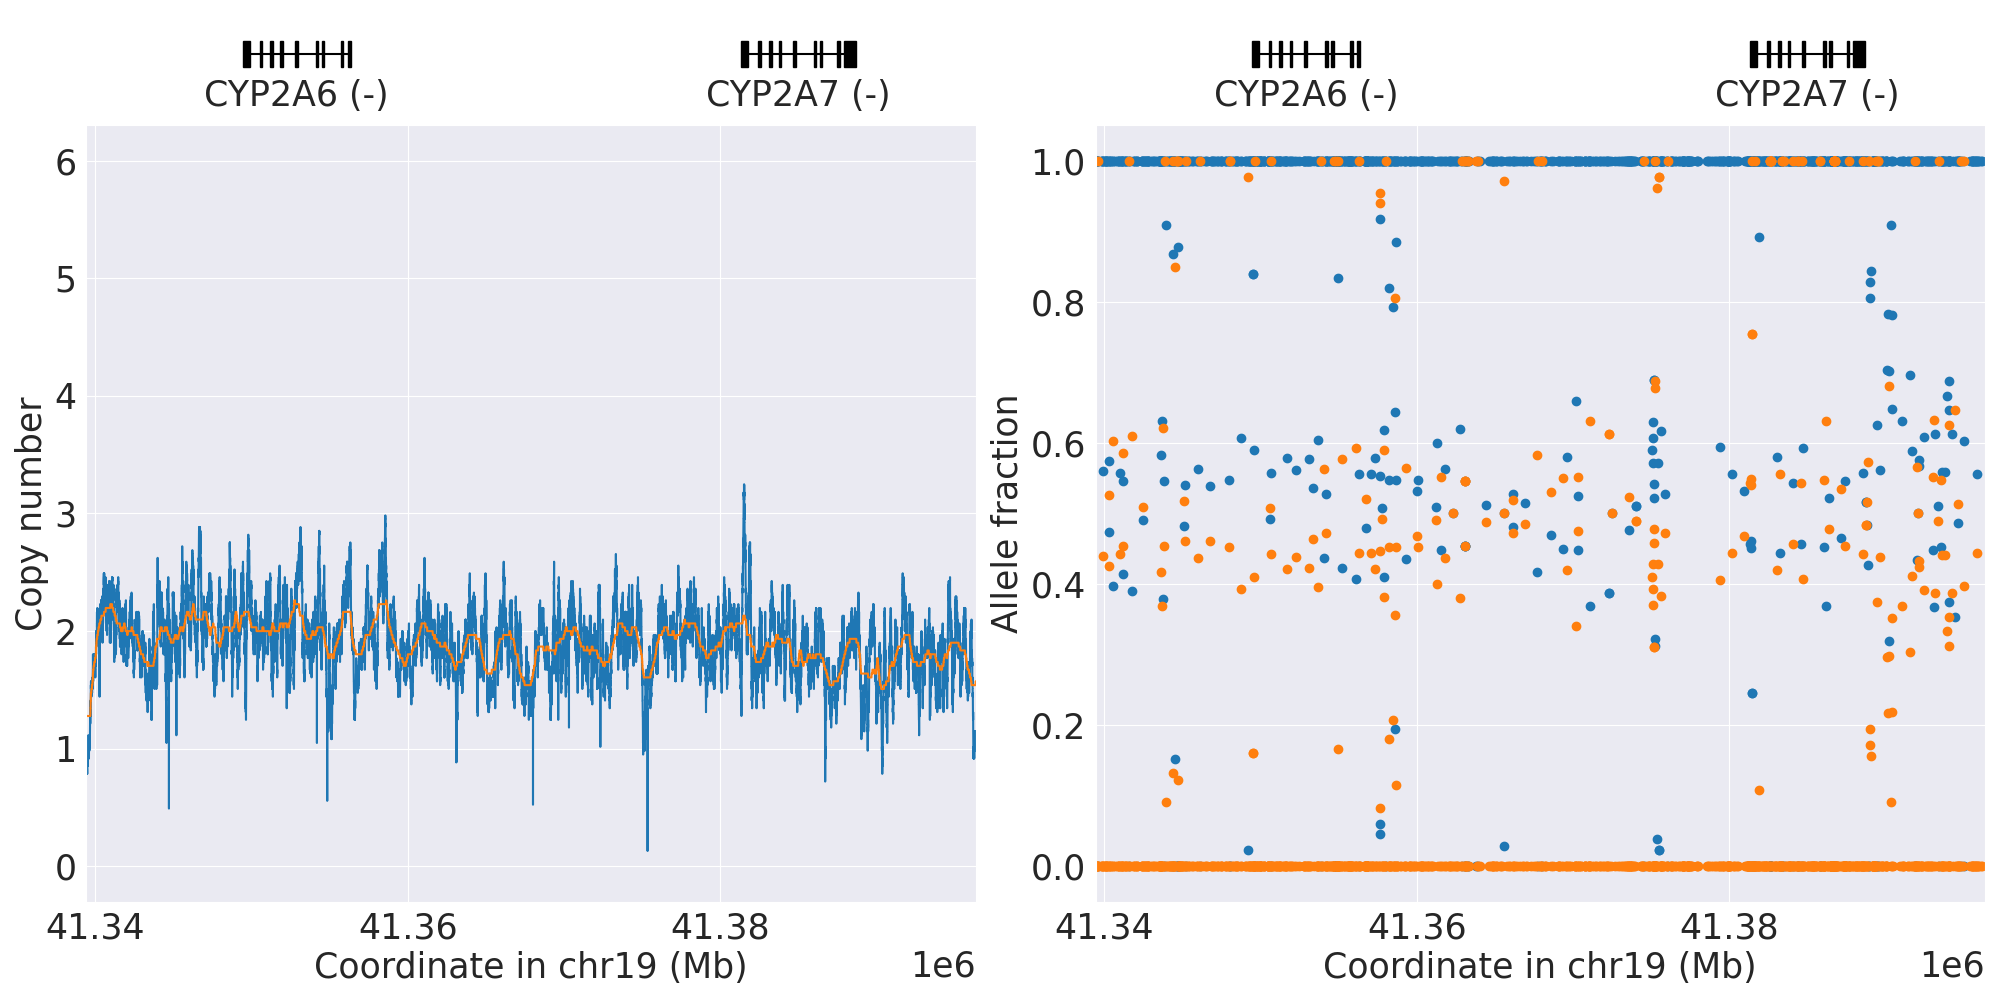 CYP2A6 (-)
CYP2A7 (-)
6
5
4
3
2
1
0
Copy number
41.34
41.36
41.38
Coordinate in chr19 (Mb)
1e6
CYP2A6 (-)
CYP2A7 (-)
1.0
0.8
0.6
0.4
0.2
0.0
Allele fraction
41.34
41.36
41.38
Coordinate in chr19 (Mb)
1e6